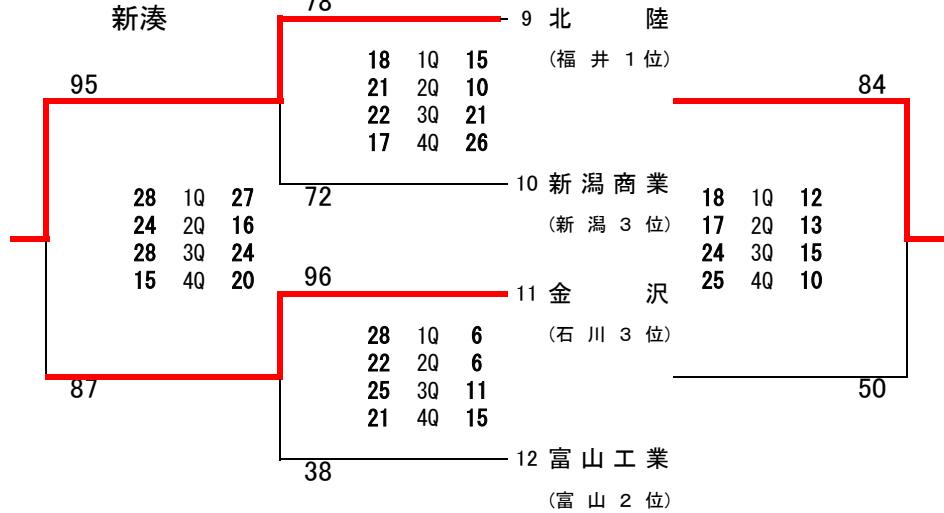 新湊
78
9 北 陸
(福 井 1 位)
18 1Q 15
21 2Q 10
22 3Q 21
17 4Q 26
95
84
72
10 新 潟 商 業
(新 潟 3 位)
28 1Q 27
24 2Q 16
28 3Q 24
15 4Q 20
18 1Q 12
17 2Q 13
24 3Q 15
25 4Q 10
96
11 金 沢
(石 川 3 位)
28 1Q 6
22 2Q 6
25 3Q 11
21 4Q 15
87
50
38
12 富 山 工 業
(富 山 2 位)